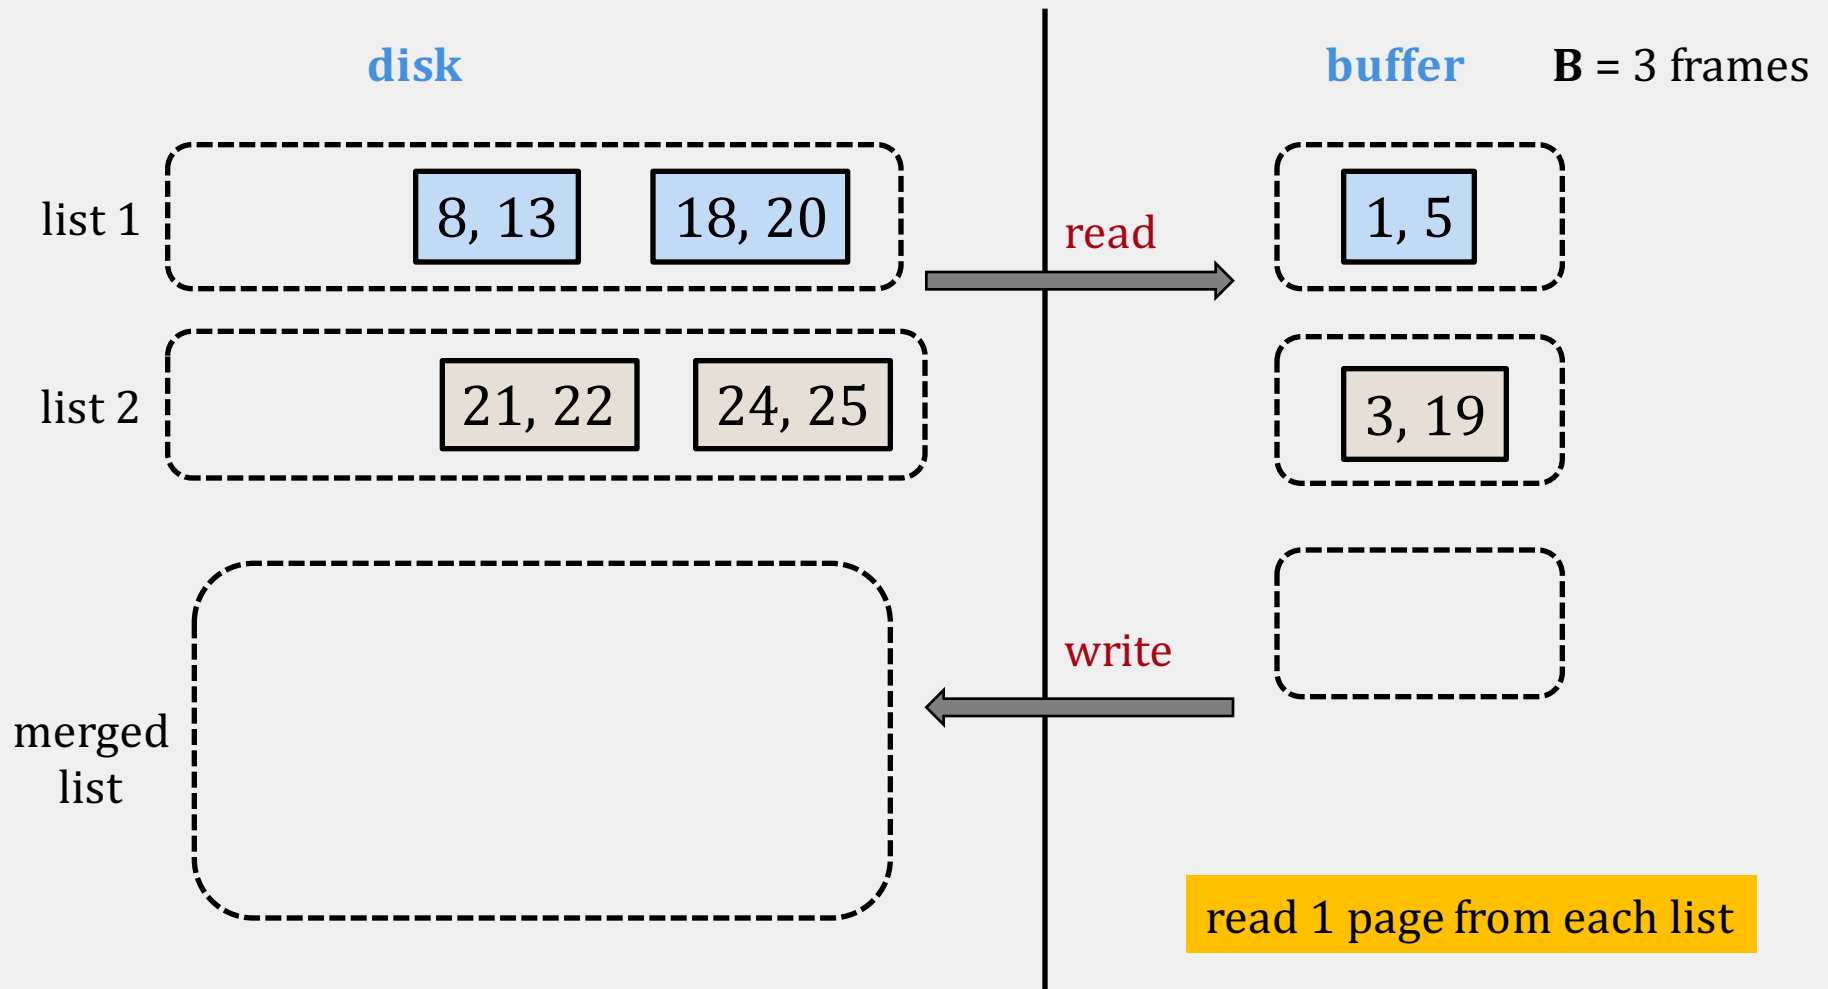 disk
buffer
B = 3 frames
list 1
8, 13
18, 20
read
1, 5
list 2
21, 22
24, 25
3, 19
write
merged
list
read 1 page from each list